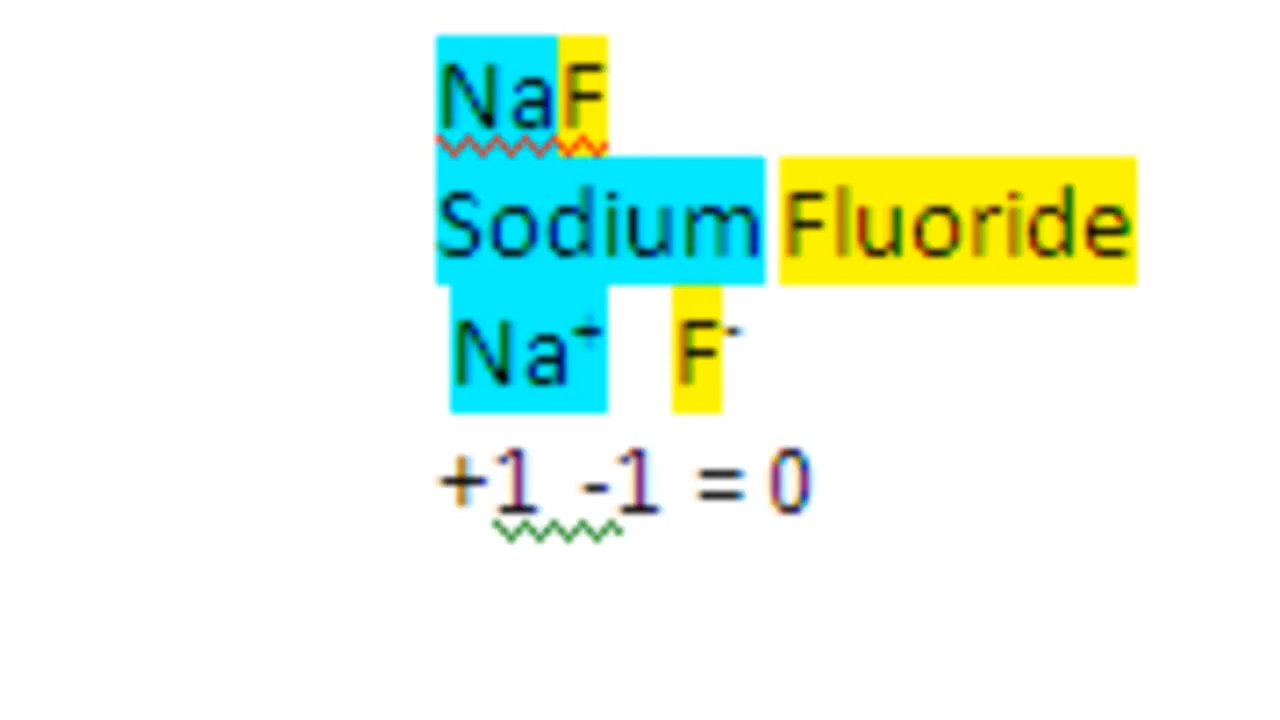 NaF
Sodium Fluoride
Na⁺ F⁻
+1 -1 = 0